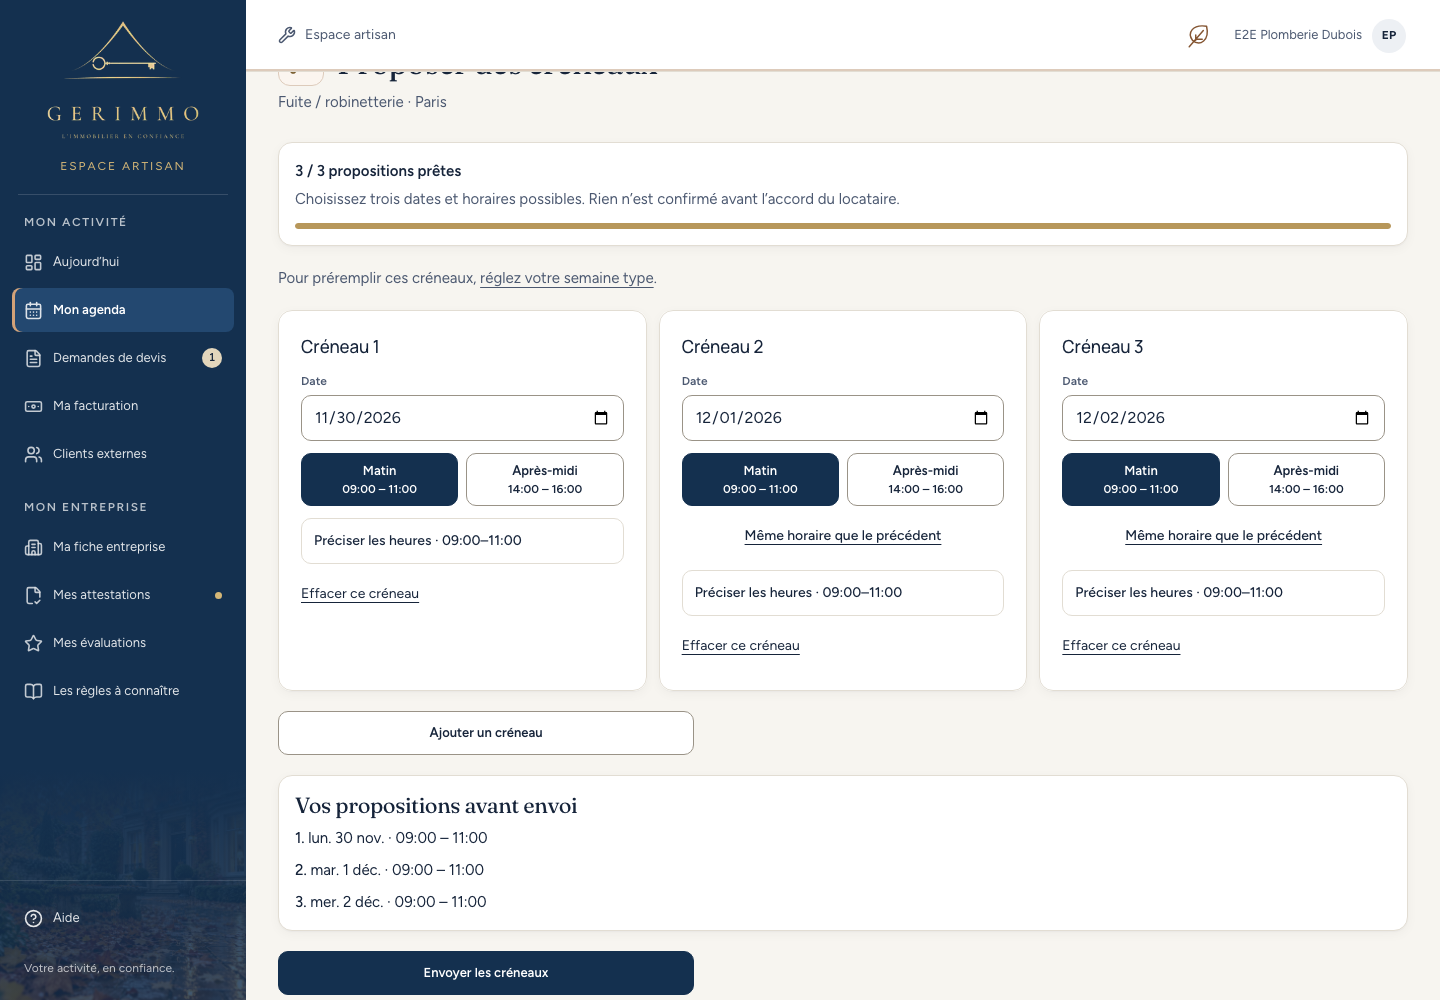 GERIMMO
L'IMMOBILIER EN CONFIANCE
ESPACE ARTISAN
MON ACTIVITÉ
Aujourd'hui
Mon agenda
Demandes de devis 1
Ma facturation
Clients externes
MON ENTREPRISE
Ma fiche entreprise
Mes attestations
Mes évaluations
Les règles à connaître
Aide
Votre activité, en confiance.
Espace artisan
E2E Plomberie Dubois EP
Proposer des créneaux
Fuite / robinetterie · Paris
3 / 3 propositions prêtes
Choisissez trois dates et horaires possibles. Rien n’est confirmé avant l’accord du locataire.
Pour préremplir ces créneaux, réglez votre semaine type.
Créneau 1
Date
11/30/2026
Matin
09:00 – 11:00
Après-midi
14:00 – 16:00
Préciser les heures · 09:00–11:00
Effacer ce créneau
Créneau 2
Date
12/01/2026
Matin
09:00 – 11:00
Après-midi
14:00 – 16:00
Même horaire que le précédent
Préciser les heures · 09:00–11:00
Effacer ce créneau
Créneau 3
Date
12/02/2026
Matin
09:00 – 11:00
Après-midi
14:00 – 16:00
Même horaire que le précédent
Préciser les heures · 09:00–11:00
Effacer ce créneau
Ajouter un créneau
Vos propositions avant envoi
1. lun. 30 nov. · 09:00 – 11:00
2. mar. 1 déc. · 09:00 – 11:00
3. mer. 2 déc. · 09:00 – 11:00
Envoyer les créneaux